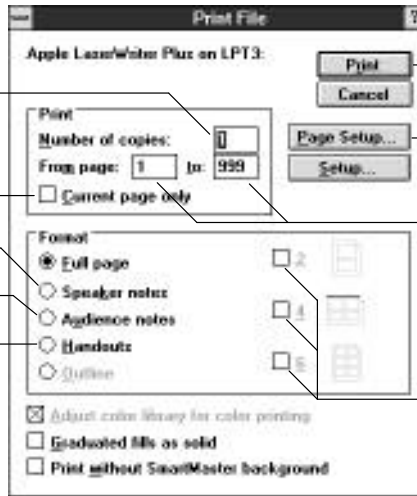 Print File
Apple LaserWriter Plus on LPT3:
Print
Cancel
Print
Number of copies: 1
From page: 1 to: 999
Current page only
Page Setup...
Setup...
Format
Full page
Speaker notes
Audience notes
Handouts
Outline
2
4
6
Adjust color library for color printing
Graduated fills as solid
Print without SmartMaster background